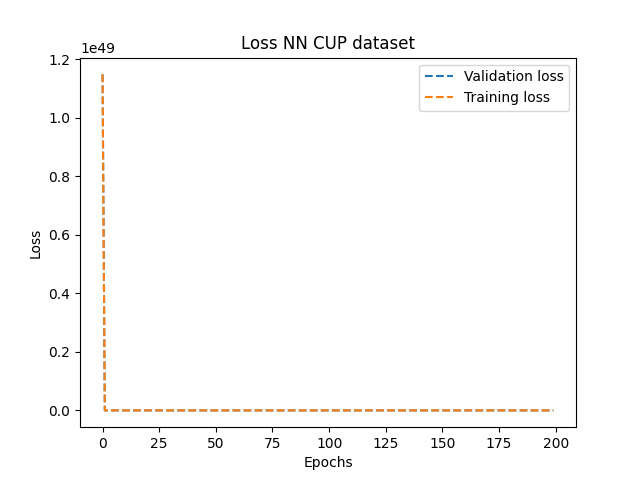 Loss NN CUP dataset
1e49
1.2
1.0
0.8
0.6
0.4
0.2
0.0
Loss
Validation loss
Training loss
0 25 50 75 100 125 150 175 200
Epochs